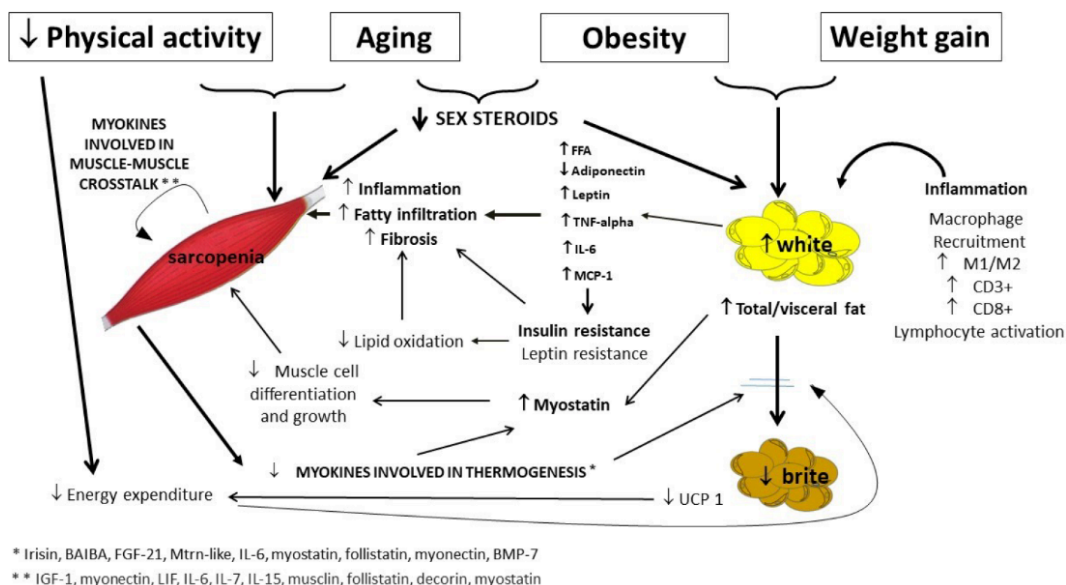 ↓ Physical activity
Aging
Obesity
Weight gain
↓ SEX STEROIDS
MYOKINES
INVOLVED IN
MUSCLE-MUSCLE
CROSSTALK * *
↑ FFA
↓ Adiponectin
↑ Leptin
↑ TNF-alpha
↑ IL-6
↑ MCP-1
↑ Inflammation
↑ Fatty infiltration
↑ Fibrosis
sarcopenia
↑ white
Inflammation
Macrophage
Recruitment
↑ M1/M2
↑ CD3+
↑ CD8+
Lymphocyte activation
↑ Total/visceral fat
Insulin resistance
Leptin resistance
↓ Lipid oxidation
↓ Muscle cell
differentiation
and growth
↑ Myostatin
↓ MYOKINES INVOLVED IN THERMOGENESIS *
↓ brite
↓ Energy expenditure
↓ UCP 1
* Irisin, BAIBA, FGF-21, Mtrn-like, IL-6, myostatin, follistatin, myonectin, BMP-7
* * IGF-1, myonectin, LIF, IL-6, IL-7, IL-15, musclin, follistatin, decorin, myostatin